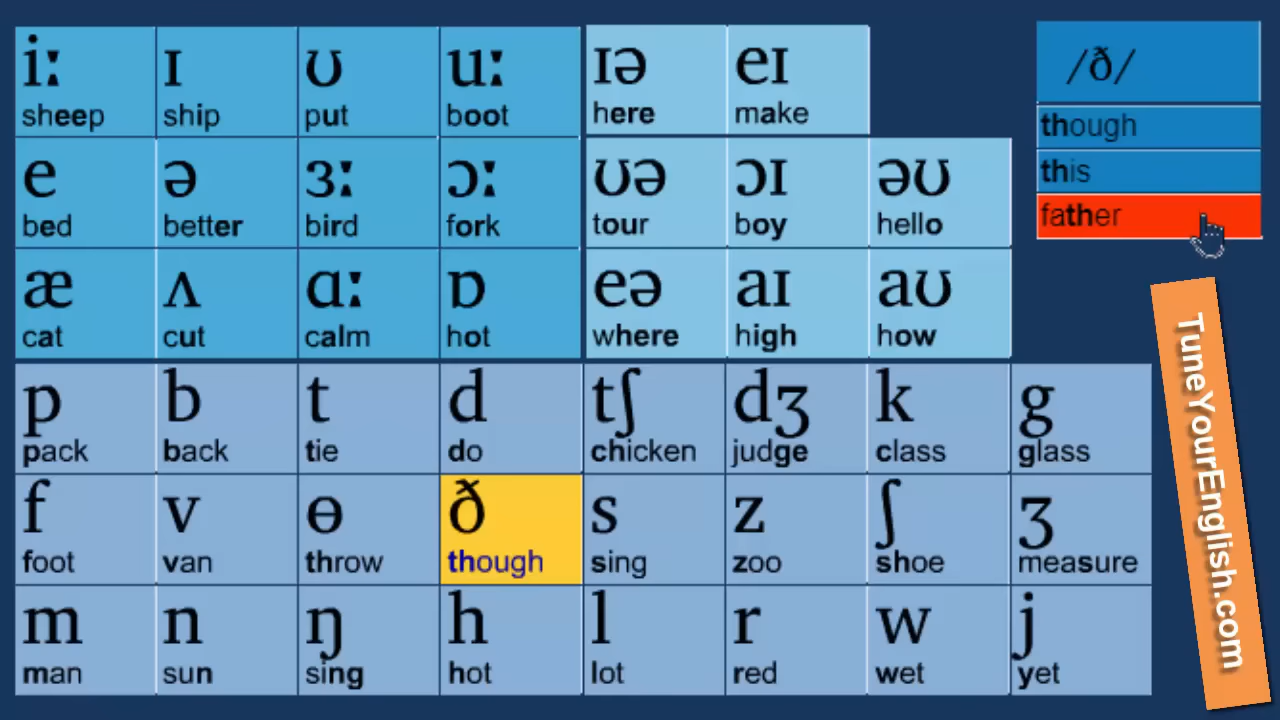 iː ɪ ʊ uː ɪə eɪ
sheep ship put boot here make
e ə ɜː ɔː ʊə ɔɪ əʊ
bed better bird fork tour boy hello
æ ʌ ɑː ɒ eə aɪ aʊ
cat cut calm hot where high how
p b t d tʃ dʒ k g
pack back tie do chicken judge class glass
f v ɵ ð s z ʃ ʒ
foot van throw though sing zoo shoe measure
m n ŋ h l r w j
man sun sing hot lot red wet yet
/ð/
though
this
father
TuneYourEnglish.com